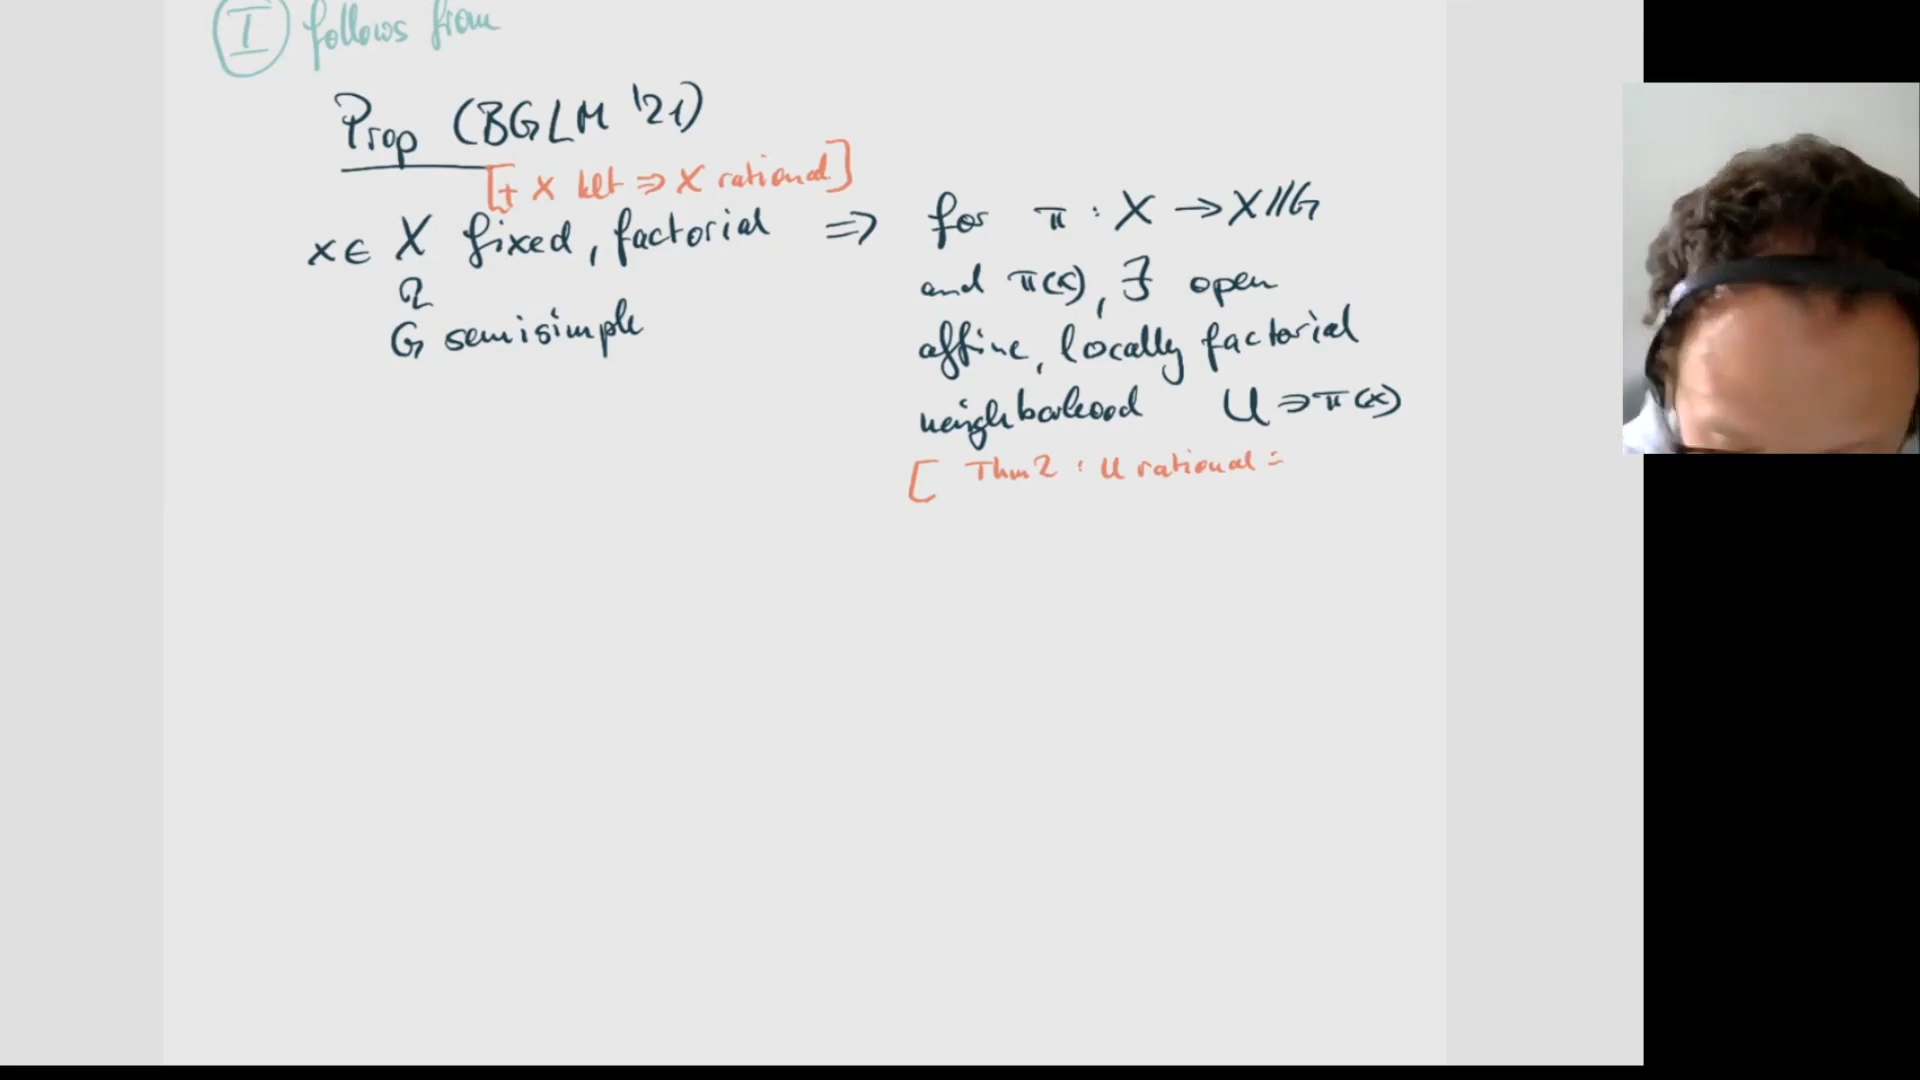 I follows from
Prop (BGLM '21)
[+ X klt ⇒ X rational]
x ∈ X fixed, factorial ⇒ for π : X → X//G
G semisimple
and π(x), ∃ open
affine, locally factorial
neighborhood U ∋ π(x)
[ Thm 2 : U rational =